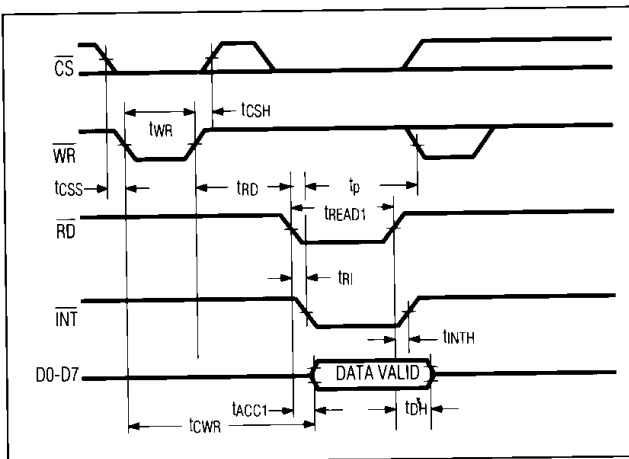 CS
tCSH
tWR
WR
tCSS
tRD
tp
tREAD1
RD
tRI
INT
tINTH
D0-D7
DATA VALID
tACC1
tDH
tCWR